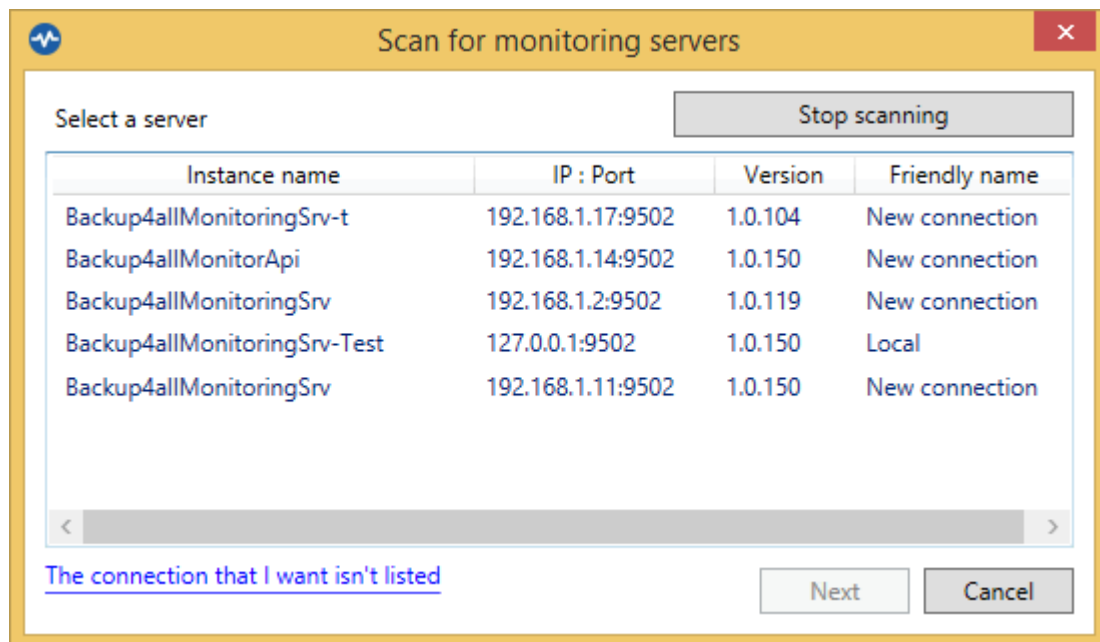 Scan for monitoring servers
Select a server
Stop scanning
Instance name IP : Port Version Friendly name
Backup4allMonitoringSrv-t 192.168.1.17:9502 1.0.104 New connection
Backup4allMonitorApi 192.168.1.14:9502 1.0.150 New connection
Backup4allMonitoringSrv 192.168.1.2:9502 1.0.119 New connection
Backup4allMonitoringSrv-Test 127.0.0.1:9502 1.0.150 Local
Backup4allMonitoringSrv 192.168.1.11:9502 1.0.150 New connection
The connection that I want isn't listed
Next Cancel